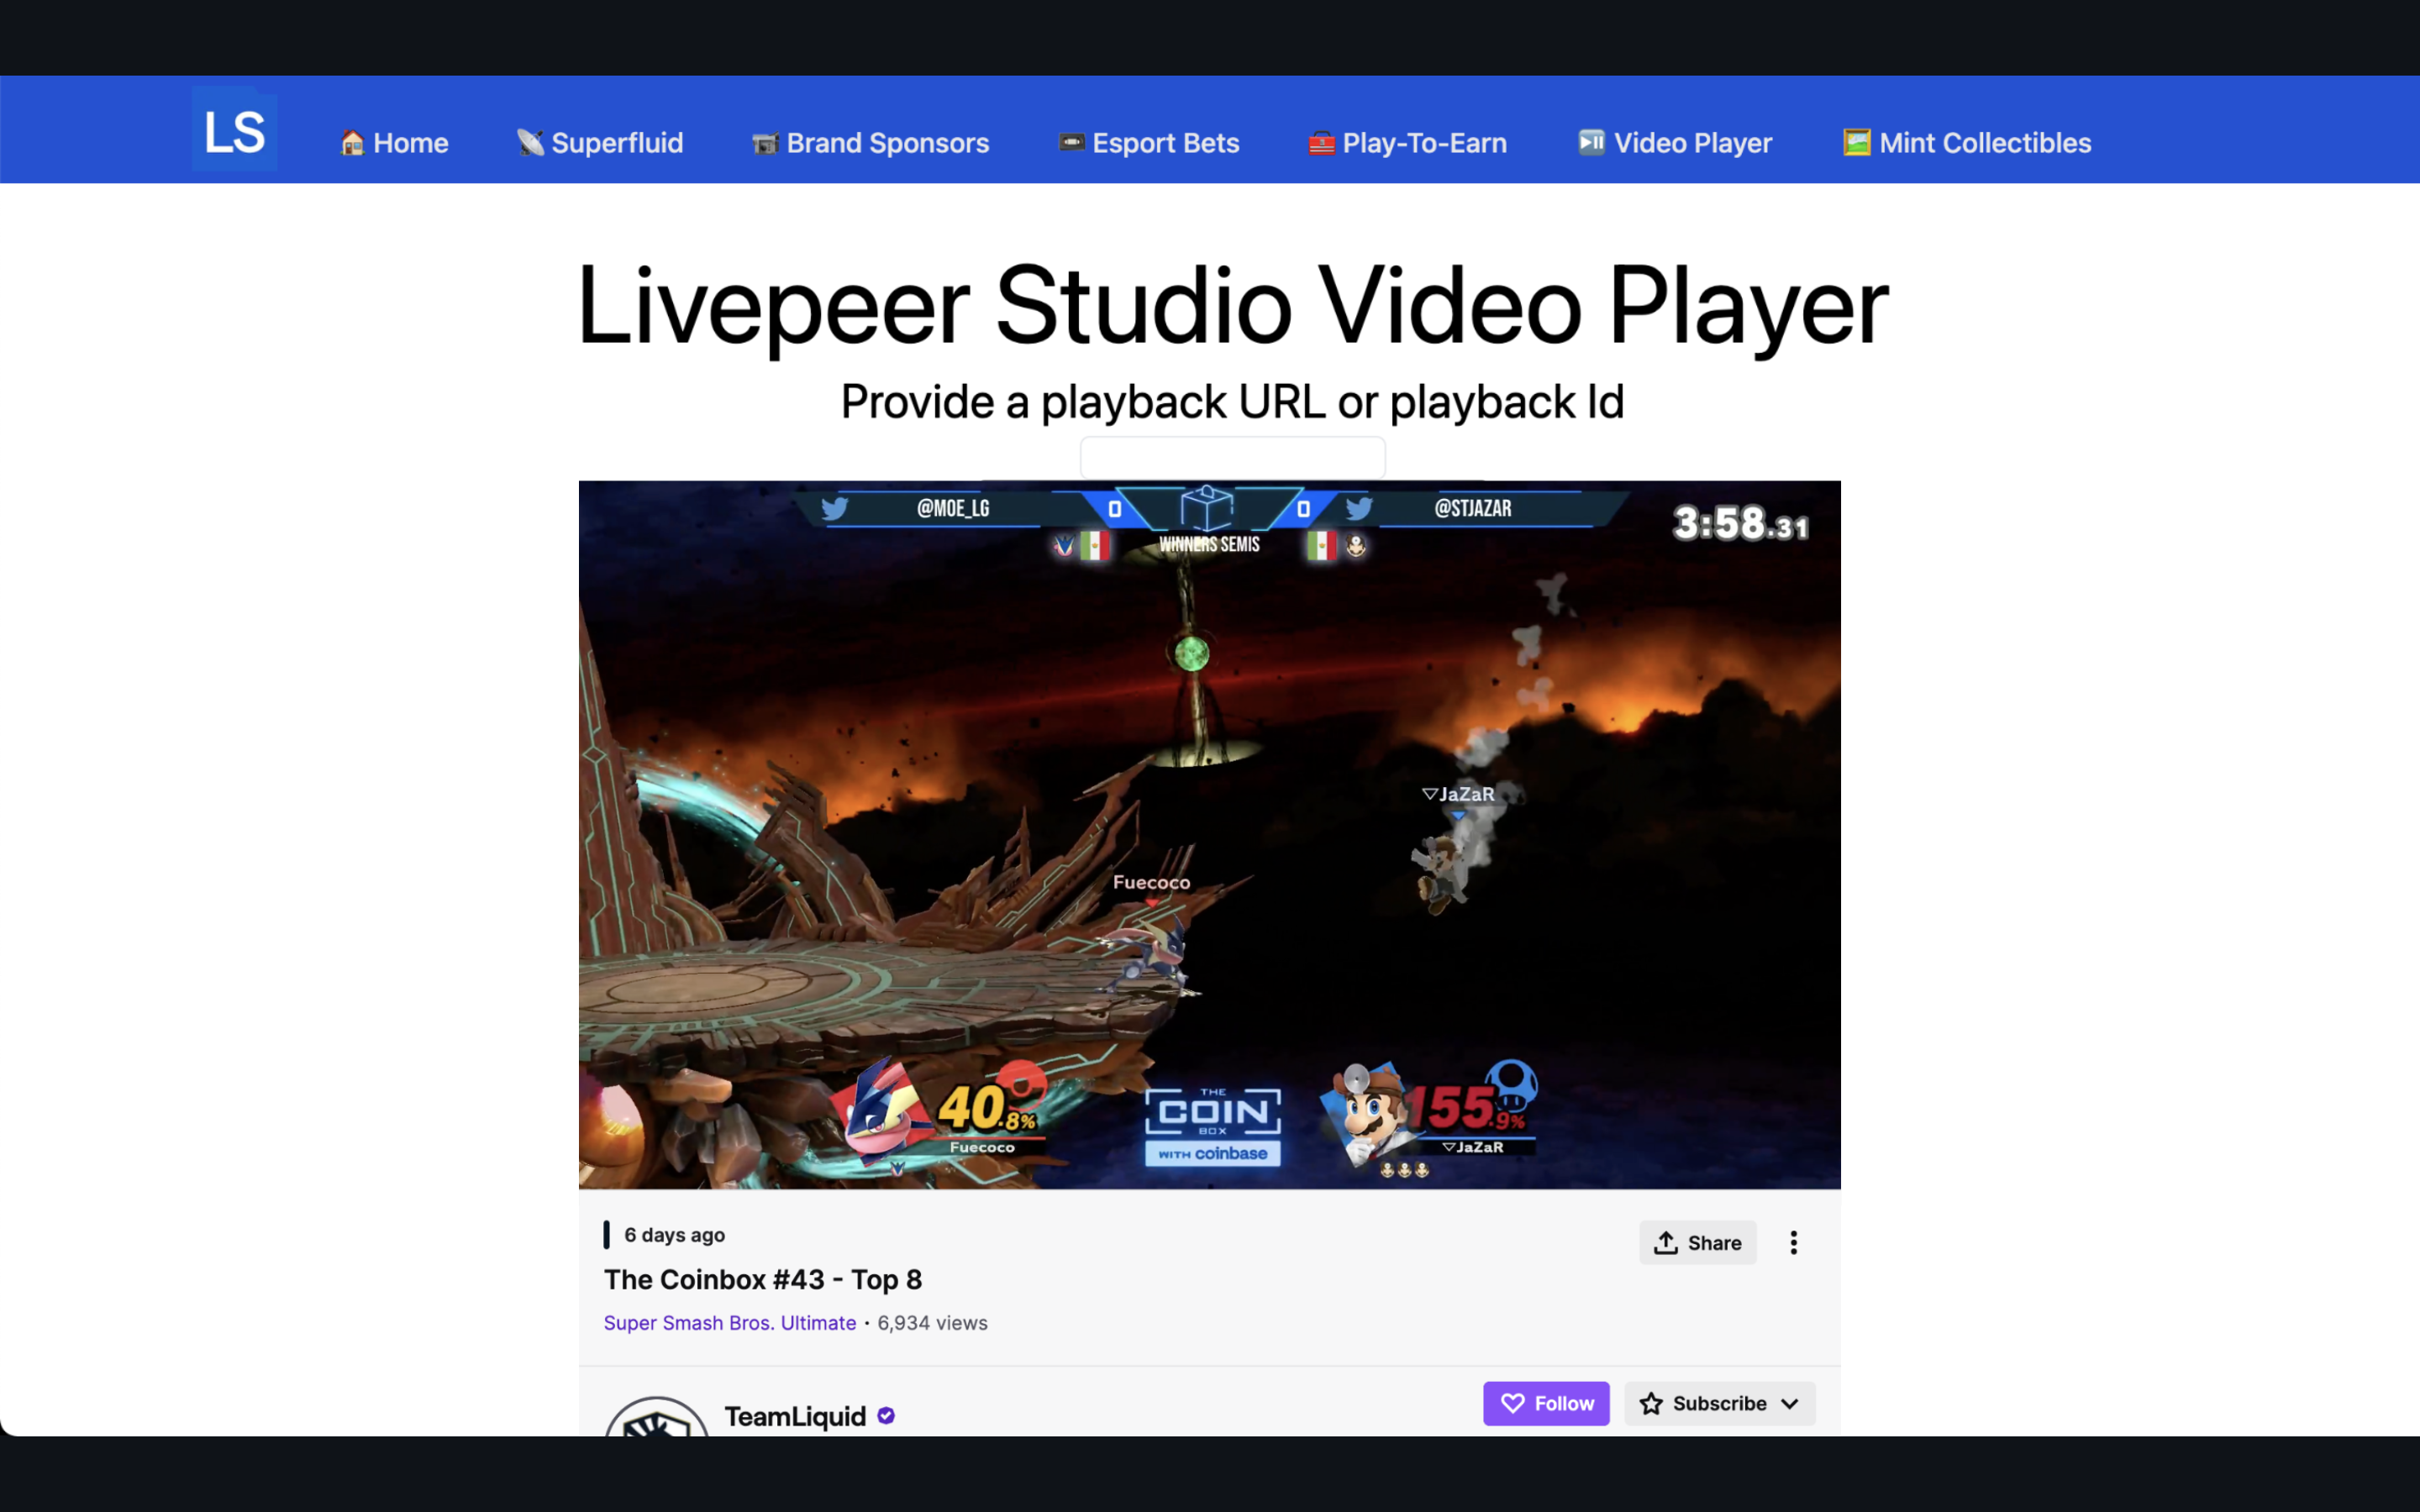 LS
🏠 Home 📡 Superfluid 📹 Brand Sponsors 📼 Esport Bets 🧰 Play-To-Earn ⏯️ Video Player 🖼️ Mint Collectibles
Livepeer Studio Video Player
Provide a playback URL or playback Id
@MOE_LG 0 0 @STJAZAR
3:58.31
WINNERS SEMIS
▽JaZaR
Fuecoco
40.8%
Fuecoco
THE
COIN
BOX
WITH coinbase
155.9%
▽JaZaR
6 days ago
Share
The Coinbox #43 - Top 8
Super Smash Bros. Ultimate • 6,934 views
TeamLiquid
Follow
Subscribe